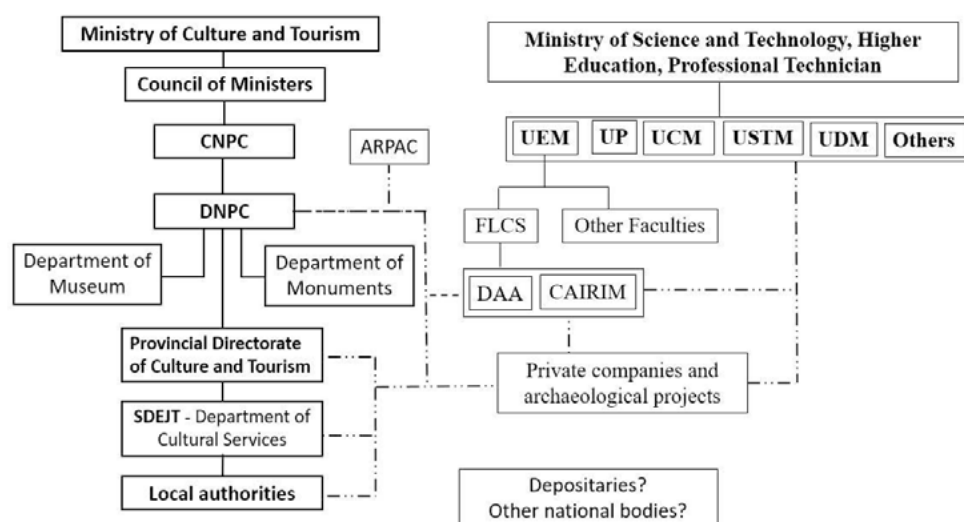 Ministry of Culture and Tourism
Council of Ministers
CNPC
ARPAC
DNPC
Department of
Museum
Department of
Monuments
Provincial Directorate
of Culture and Tourism
SDEJT - Department of
Cultural Services
Local authorities
Ministry of Science and Technology, Higher
Education, Professional Technician
UEM UP UCM USTM UDM Others
FLCS Other Faculties
DAA CAIRIM
Private companies and
archaeological projects
Depositaries?
Other national bodies?